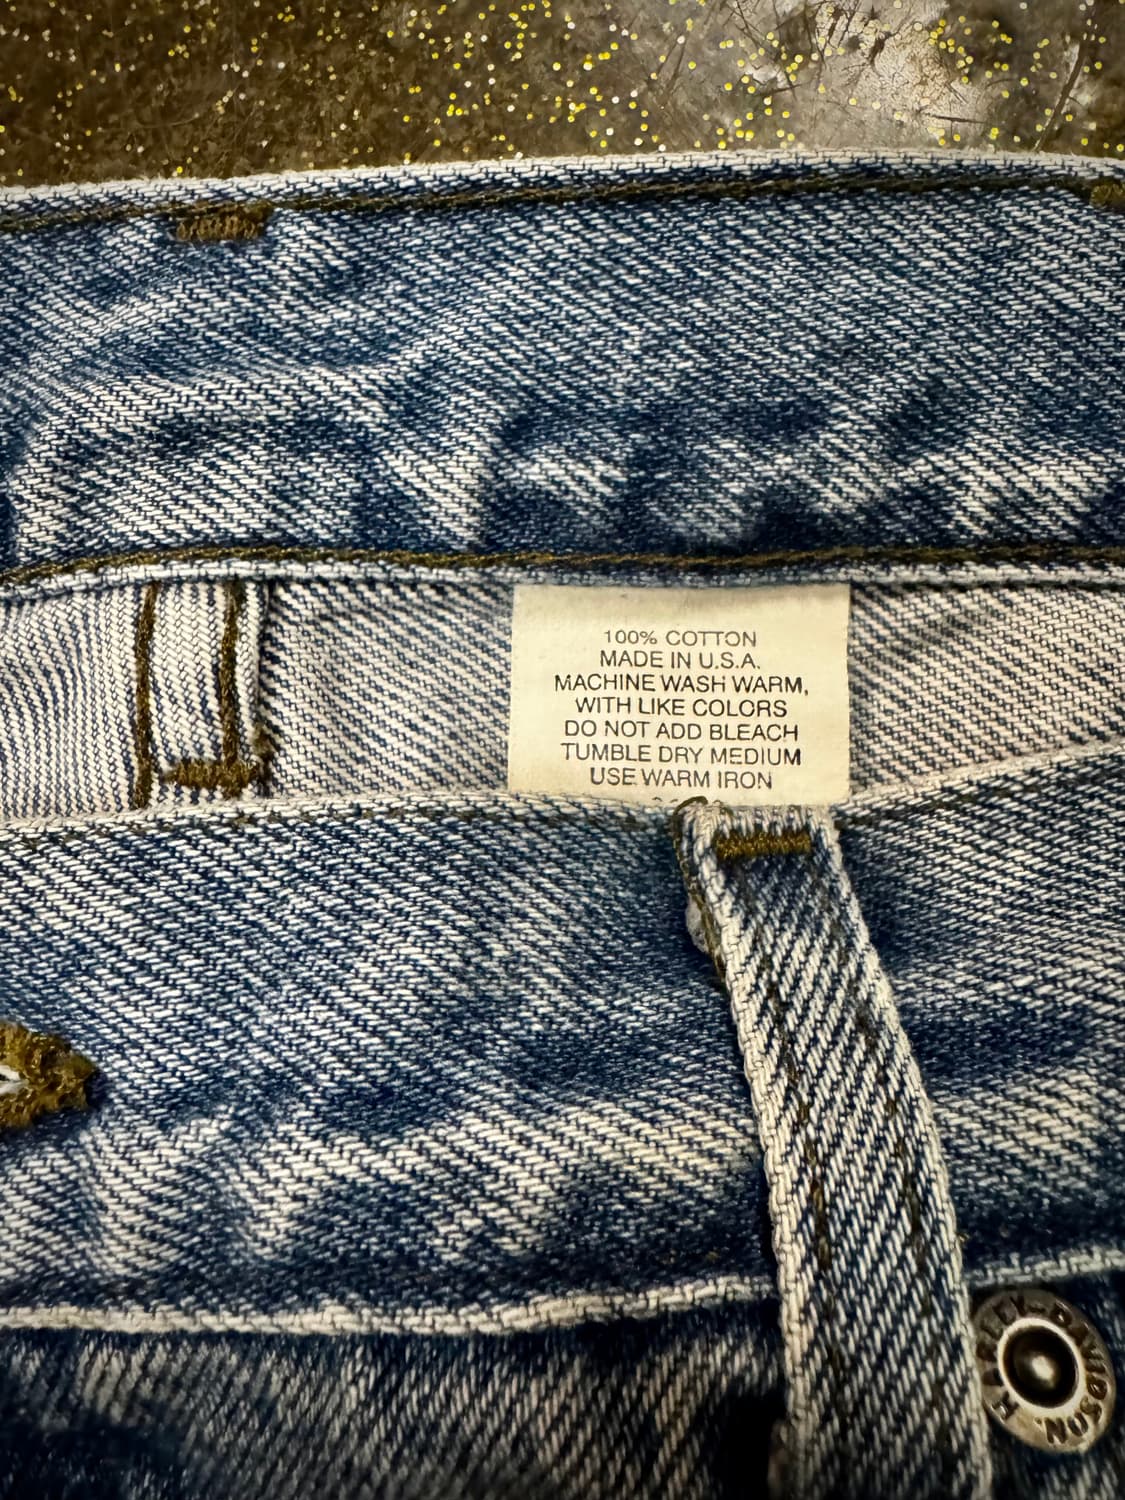 100% COTTON
MADE IN U.S.A.
MACHINE WASH WARM,
WITH LIKE COLORS
DO NOT ADD BLEACH
TUMBLE DRY MEDIUM
USE WARM IRON
HARLEY-DAVIDSON.